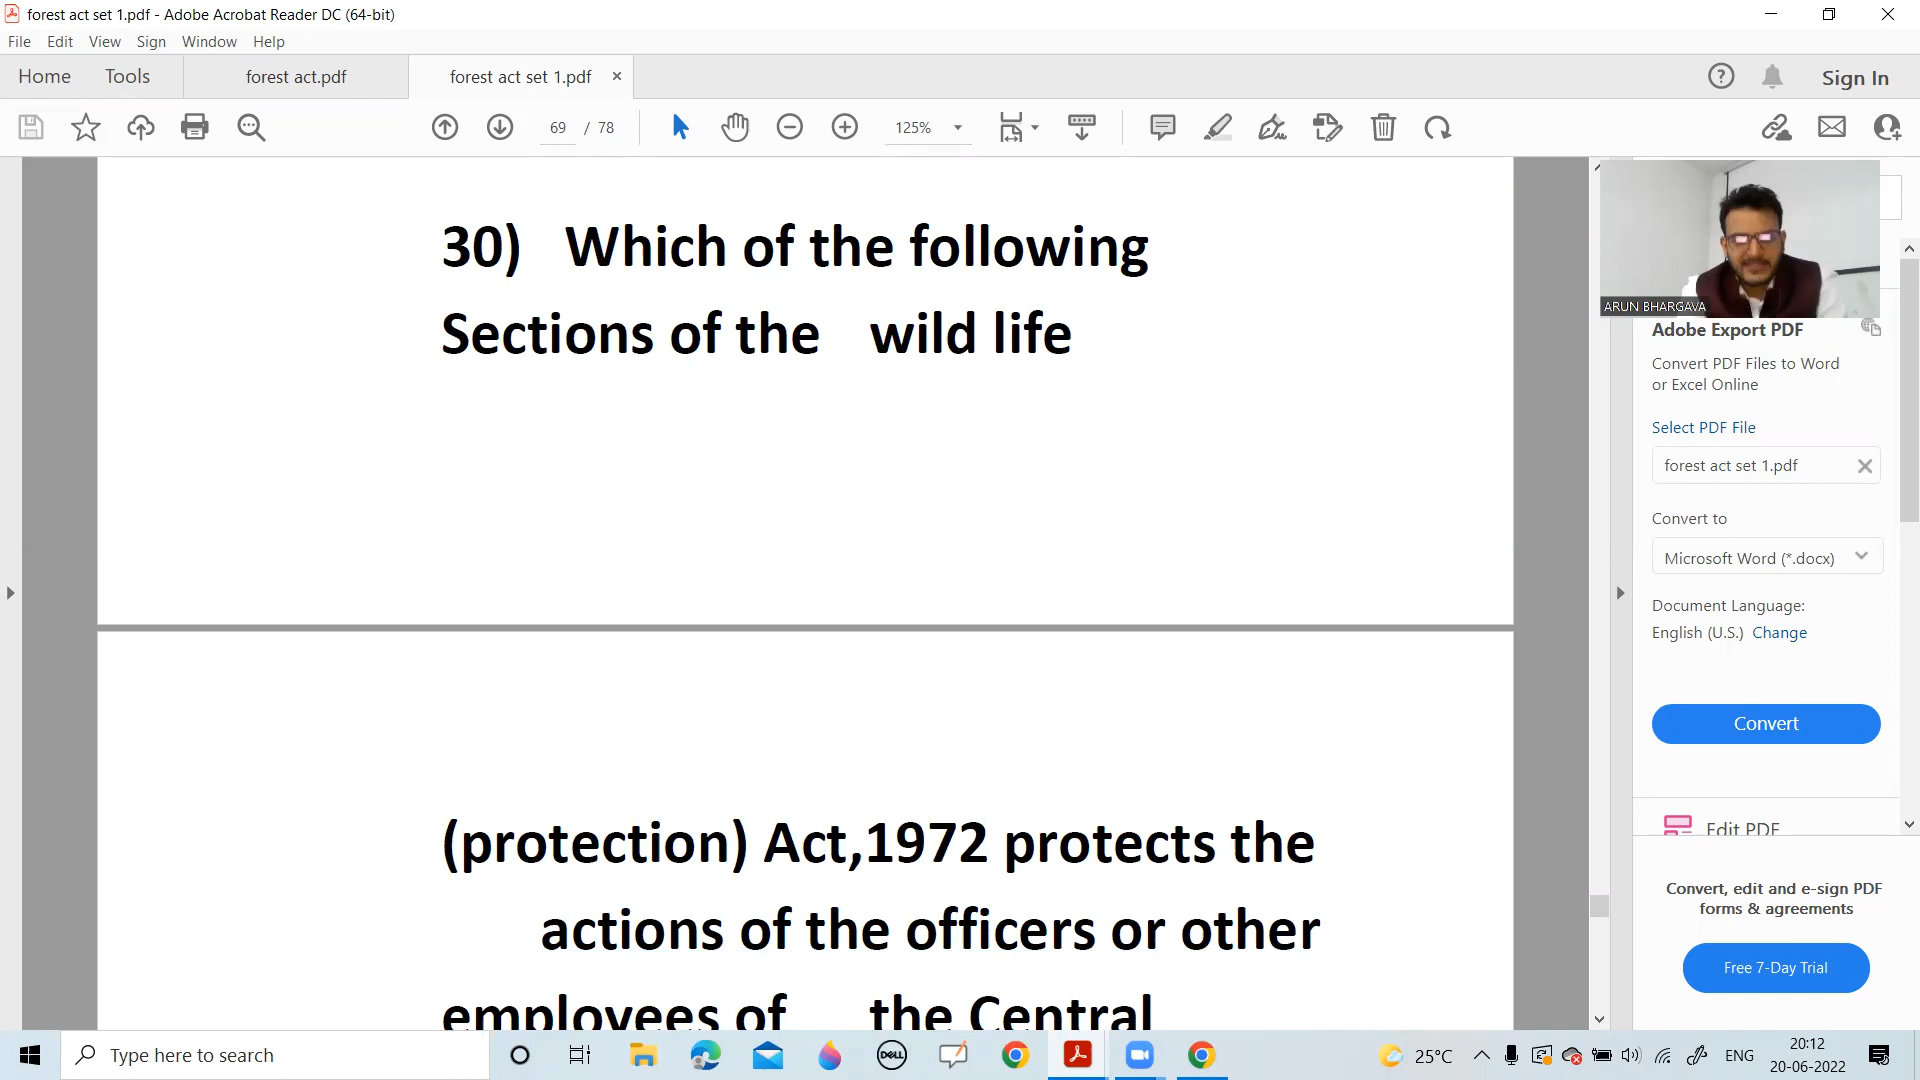 forest act set 1.pdf - Adobe Acrobat Reader DC (64-bit)
File Edit View Sign Window Help
Home Tools forest act.pdf forest act set 1.pdf × ? Sign In
69 / 78 125%
30) Which of the following
Sections of the wild life
(protection) Act,1972 protects the
actions of the officers or other
employees of the Central
ARUN BHARGAVA
Adobe Export PDF
Convert PDF Files to Word
or Excel Online
Select PDF File
forest act set 1.pdf
Convert to
Microsoft Word (*.docx)
Document Language:
English (U.S.) Change
Convert
Edit PDF
Convert, edit and e-sign PDF
forms & agreements
Free 7-Day Trial
Type here to search
DELL
25°C
ENG
20:12
20-06-2022